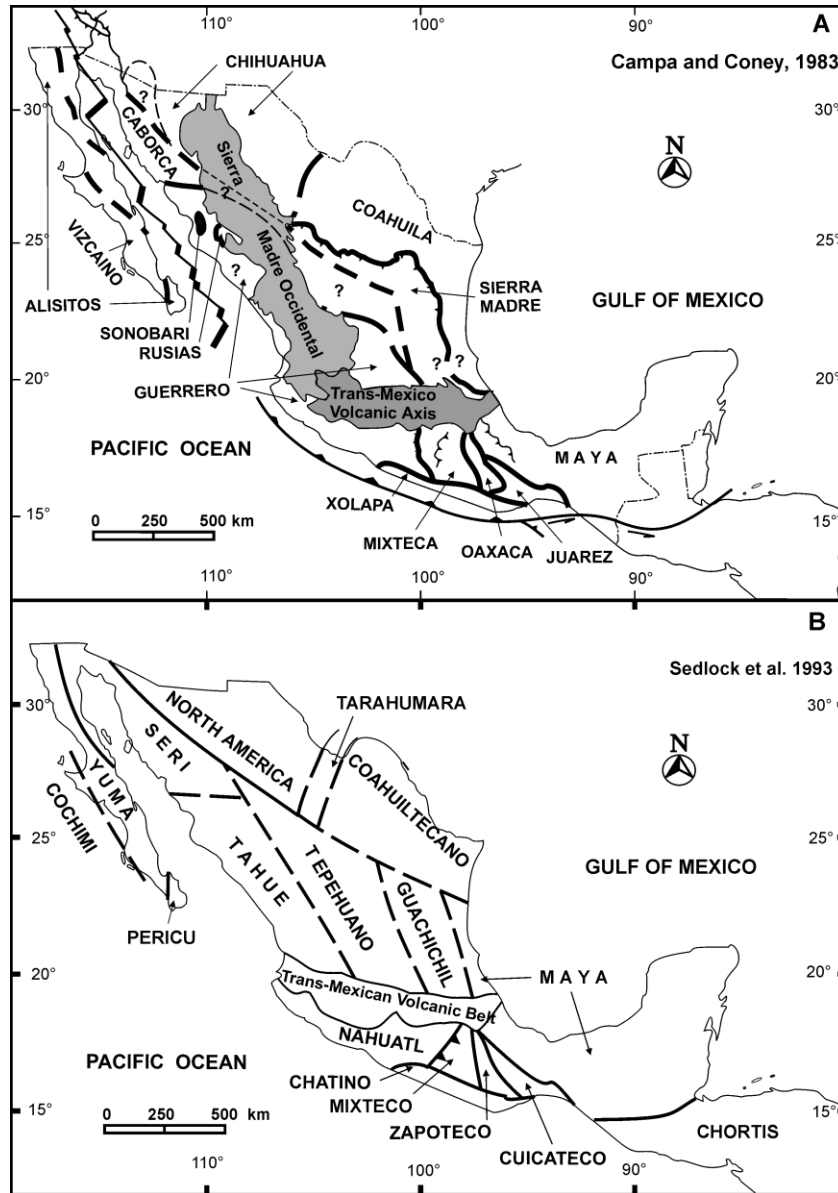 110°
100°
90°
A
CHIHUAHUA
Campa and Coney, 1983
?
30°
30°
CABORCA
Sierra
N
?
COAHUILA
25°
25°
VIZCAINO
Madre Occidental
?
?
SIERRA
MADRE
ALISITOS
GULF OF MEXICO
SONOBARI
RUSIAS
? ?
GUERRERO
20°
20°
Trans-Mexico
Volcanic Axis
PACIFIC OCEAN
MAYA
XOLAPA
0 250 500 km
MIXTECA
OAXACA
JUAREZ
15°
15°
110°
100°
90°
B
Sedlock et al. 1993
30°
30°
TARAHUMARA
NORTH AMERICA
SERI
N
COAHUILTECANO
YUMA
COCHIMI
25°
25°
TAHUE
TEPEHUANO
GUACHICHIL
GULF OF MEXICO
PERICU
20°
20°
MAYA
Trans-Mexican Volcanic Belt
NAHUATL
PACIFIC OCEAN
CHATINO
MIXTECO
15°
15°
0 250 500 km
ZAPOTECO
CHORTIS
CUICATECO
110°
100°
90°